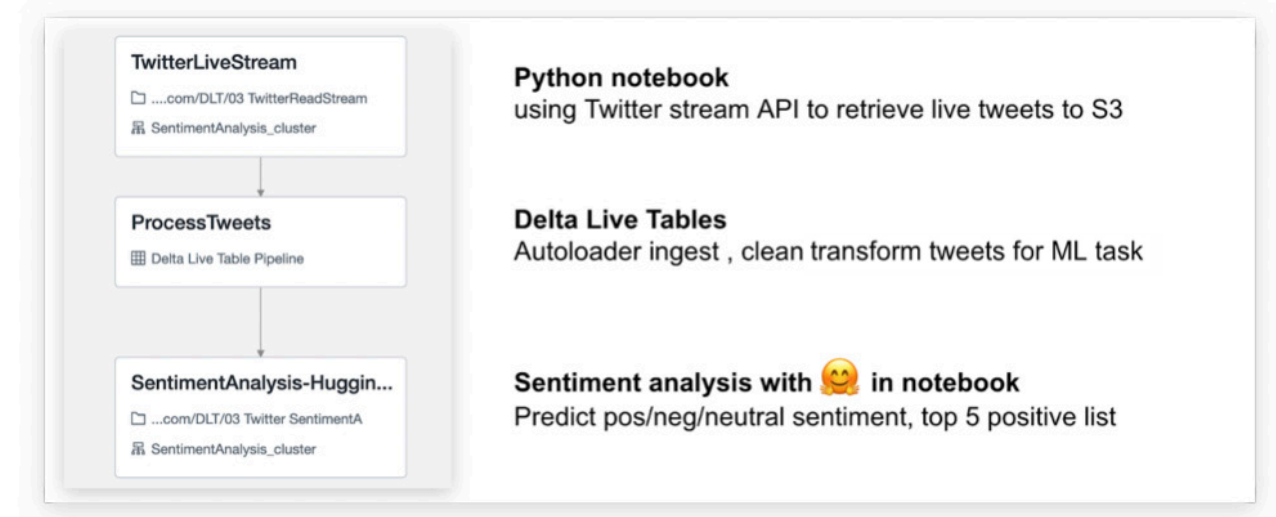 TwitterLiveStream
....com/DLT/03 TwitterReadStream
SentimentAnalysis_cluster
Python notebook
using Twitter stream API to retrieve live tweets to S3
ProcessTweets
Delta Live Table Pipeline
Delta Live Tables
Autoloader ingest , clean transform tweets for ML task
SentimentAnalysis-Huggin...
...com/DLT/03 Twitter SentimentA
SentimentAnalysis_cluster
Sentiment analysis with 🤗 in notebook
Predict pos/neg/neutral sentiment, top 5 positive list